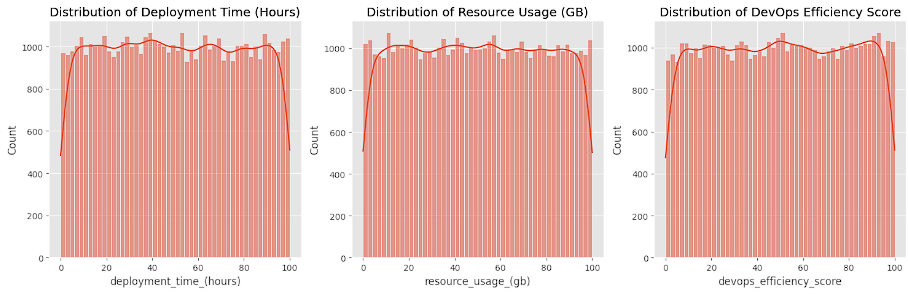 Distribution of Deployment Time (Hours)
Count
1000
800
600
400
200
0
0 20 40 60 80 100
deployment_time_(hours)
Distribution of Resource Usage (GB)
Count
1000
800
600
400
200
0
0 20 40 60 80 100
resource_usage_(gb)
Distribution of DevOps Efficiency Score
Count
1000
800
600
400
200
0
0 20 40 60 80 100
devops_efficiency_score